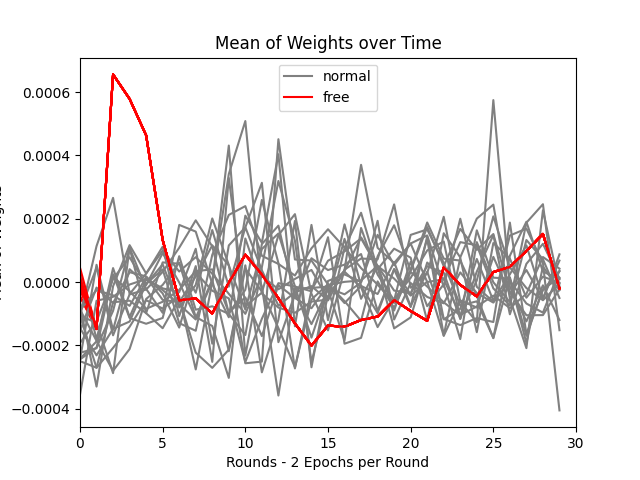 Mean of Weights over Time
normal
free
0.0006
0.0004
0.0002
0.0000
−0.0002
−0.0004
0 5 10 15 20 25 30
Rounds - 2 Epochs per Round